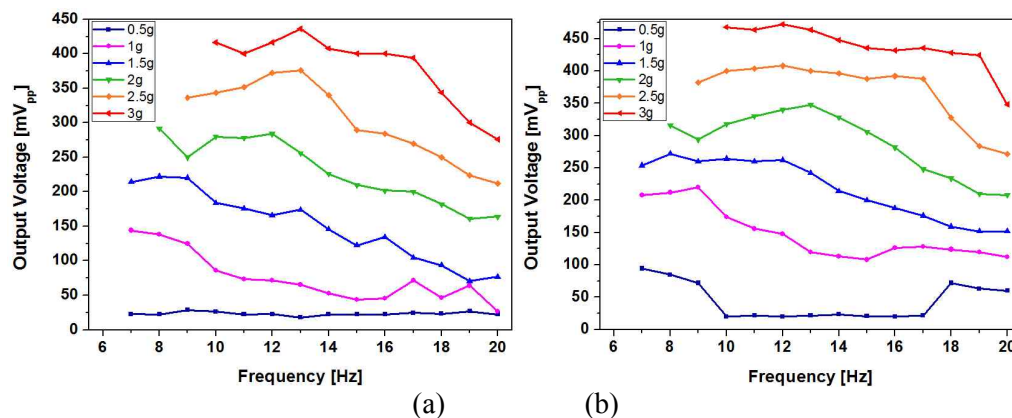 450
400
350
300
250
200
150
100
50
0
Output Voltage [mVpp]
0.5g
1g
1.5g
2g
2.5g
3g
6 8 10 12 14 16 18 20
Frequency [Hz]
(a)
450
400
350
300
250
200
150
100
50
0
Output Voltage [mVpp]
0.5g
1g
1.5g
2g
2.5g
3g
6 8 10 12 14 16 18 20
Frequency [Hz]
(b)